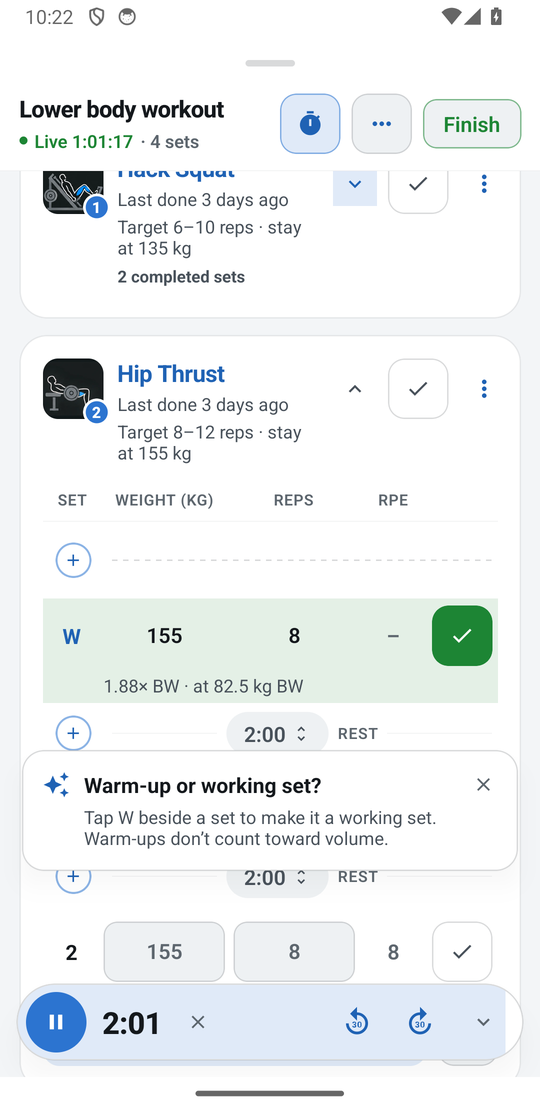 10:22
Lower body workout
Live 1:01:17 · 4 sets
Finish
Hack Squat
1
Last done 3 days ago
Target 6–10 reps · stay
at 135 kg
2 completed sets
Hip Thrust
2
Last done 3 days ago
Target 8–12 reps · stay
at 155 kg
SET WEIGHT (KG) REPS RPE
W 155 8 –
1.88× BW · at 82.5 kg BW
2:00 REST
Warm-up or working set?
Tap W beside a set to make it a working set.
Warm-ups don’t count toward volume.
2:00 REST
2 155 8 8
2:01
30 30